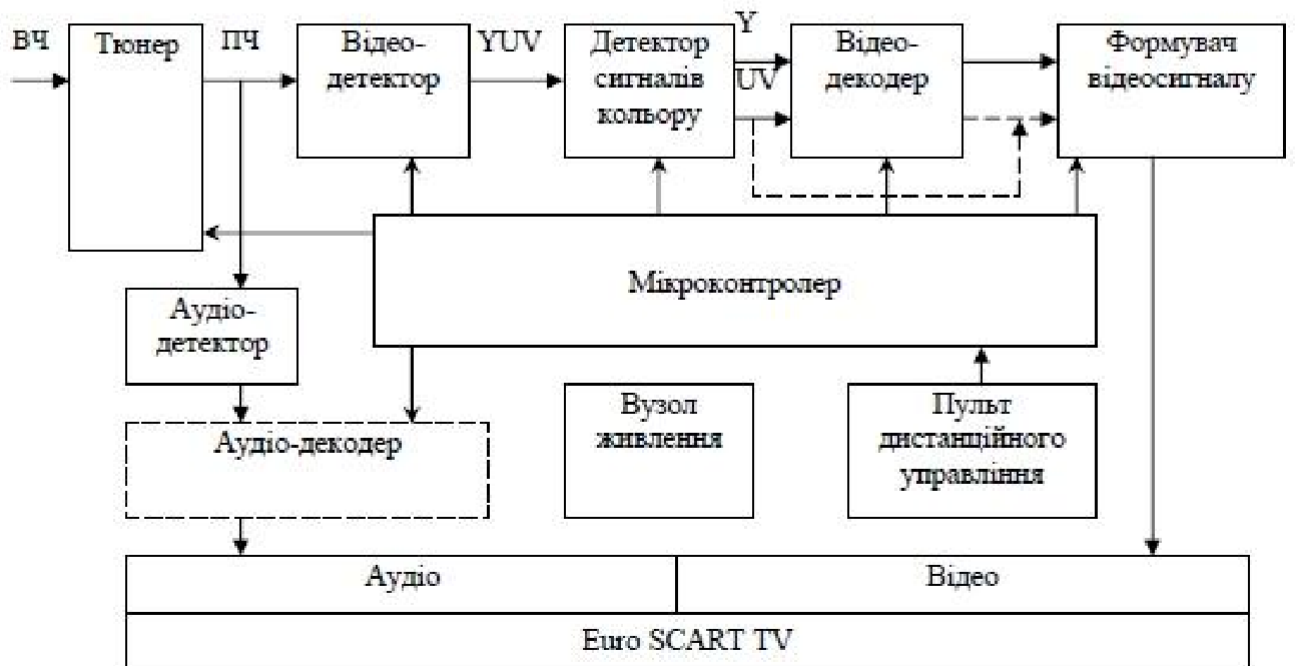 ВЧ
Тюнер
ПЧ
Відео-
детектор
YUV
Детектор
сигналів
кольору
Y
UV
Відео-
декодер
Формувач
відеосигналу
Мікроконтролер
Аудіо-
детектор
Аудіо-декодер
Вузол
живлення
Пульт
дистанційного
управління
Аудіо
Відео
Euro SCART TV